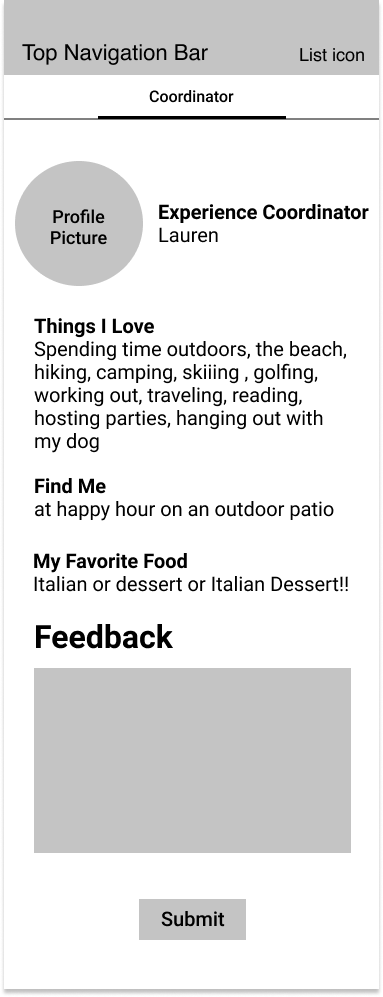 Top Navigation Bar
List icon
Coordinator
Profile
Picture
Experience Coordinator
Lauren
Things I Love
Spending time outdoors, the beach,
hiking, camping, skiiing , golfing,
working out, traveling, reading,
hosting parties, hanging out with
my dog
Find Me
at happy hour on an outdoor patio
My Favorite Food
Italian or dessert or Italian Dessert!!
Feedback
Submit